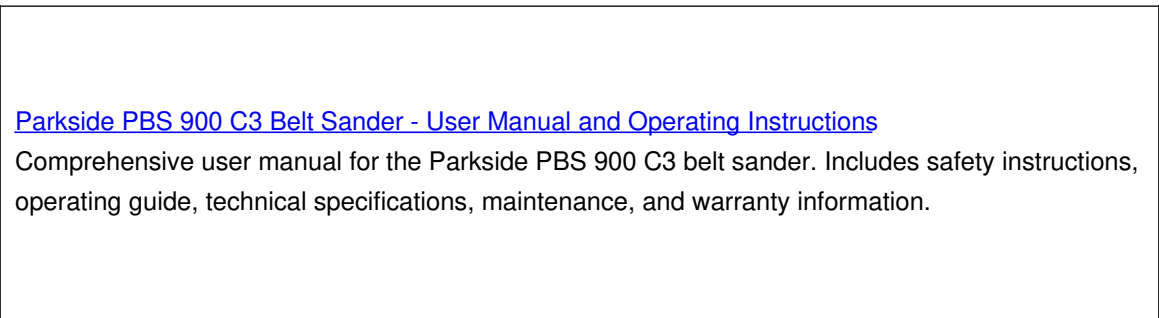 Parkside PBS 900 C3 Belt Sander - User Manual and Operating Instructions
Comprehensive user manual for the Parkside PBS 900 C3 belt sander. Includes safety instructions,
operating guide, technical specifications, maintenance, and warranty information.